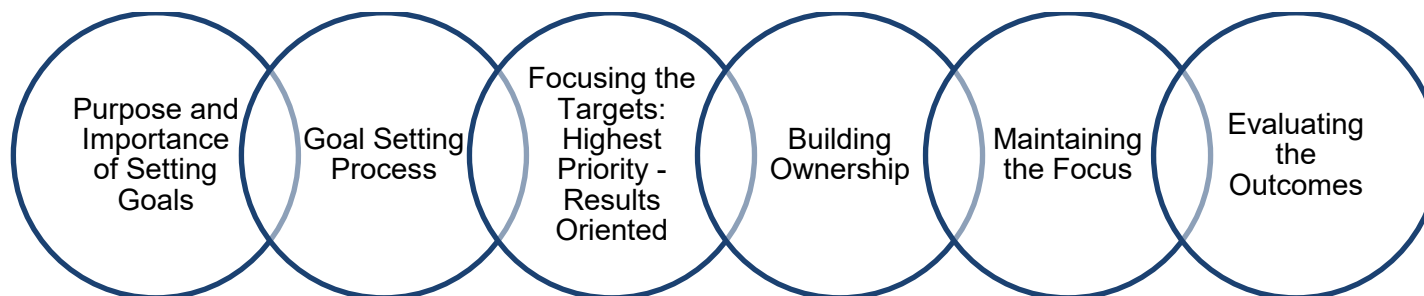 Purpose and
Importance
of Setting
Goals
Goal Setting
Process
Focusing the
Targets:
Highest
Priority -
Results
Oriented
Building
Ownership
Maintaining
the Focus
Evaluating
the
Outcomes